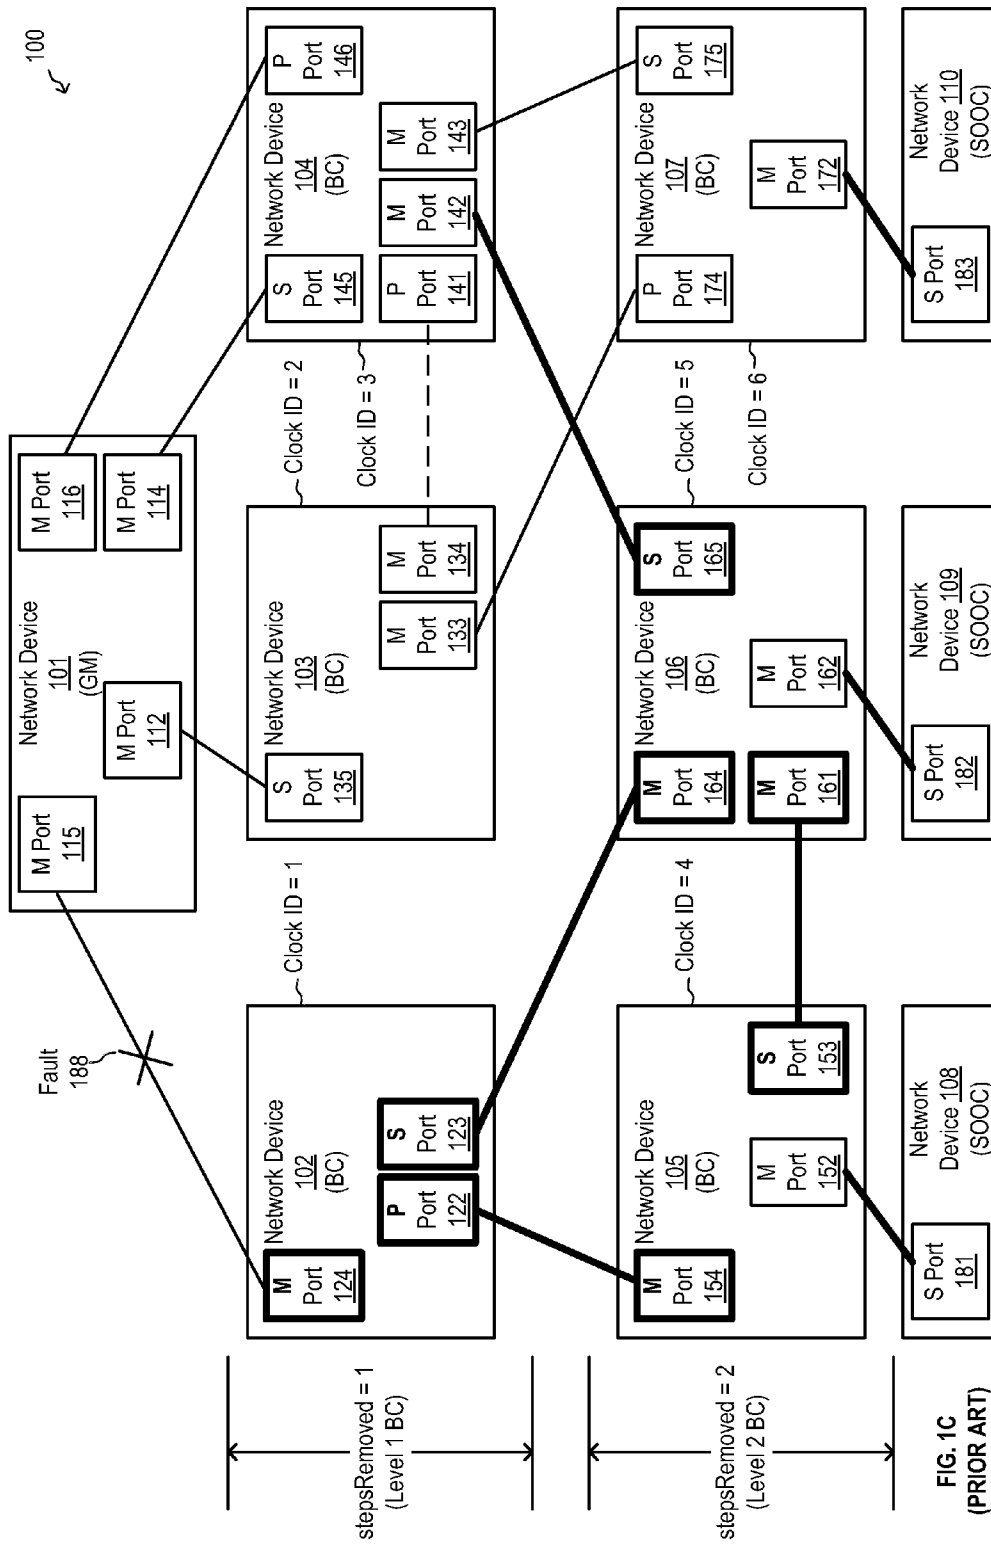 100
Network Device
101
(GM)
M Port
115
M Port
112
M Port
116
M Port
114
Fault
188
stepsRemoved = 1
(Level 1 BC)
Network Device
102
(BC)
M
Port
124
P
Port
122
S
Port
123
Clock ID = 1
Network Device
103
(BC)
S
Port
135
M
Port
133
M
Port
134
Clock ID = 2
Clock ID = 3
Network Device
104
(BC)
S
Port
145
P
Port
146
P
Port
141
M
Port
142
M
Port
143
stepsRemoved = 2
(Level 2 BC)
Network Device
105
(BC)
M
Port
154
M
Port
152
S
Port
153
Clock ID = 4
Network Device
106
(BC)
M
Port
164
S
Port
165
M
Port
161
M
Port
162
Clock ID = 5
Clock ID = 6
Network Device
107
(BC)
P
Port
174
S
Port
175
M
Port
172
S Port
181
Network
Device 108
(SOOC)
S Port
182
Network
Device 109
(SOOC)
S Port
183
Network
Device 110
(SOOC)
FIG. 1C
(PRIOR ART)